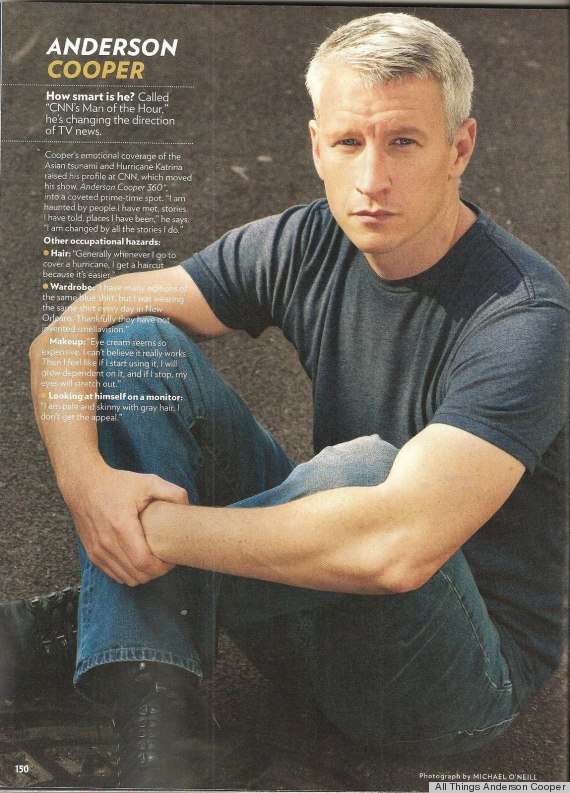 ANDERSON
COOPER
How smart is he? Called
"CNN's Man of the Hour,"
he's changing the direction
of TV news.
Cooper's emotional coverage of the
Asian tsunami and Hurricane Katrina
raised his profile at CNN, which moved
his show, Anderson Cooper 360°,
into a coveted prime-time spot. "I am
haunted by people I have met, stories
I have told, places I have been," he says.
"I am changed by all the stories I do."
Other occupational hazards:
● Hair: "Generally whenever I go to
cover a hurricane, I get a haircut
because it's easier."
● Wardrobe: "I have many editions of
the same blue shirt, but I was wearing
the same shirt every day in New
Orleans. Thankfully they have not
invented smellavision."
Makeup: "Eye cream seems so
expensive. I can't believe it really works.
Then I feel like if I start using it, I will
grow dependent on it, and if I stop, my
eyes will stretch out."
● Looking at himself on a monitor:
"I am pale and skinny with gray hair. I
don't get the appeal."
150
Photograph by MICHAEL O'NEILL
All Things Anderson Cooper